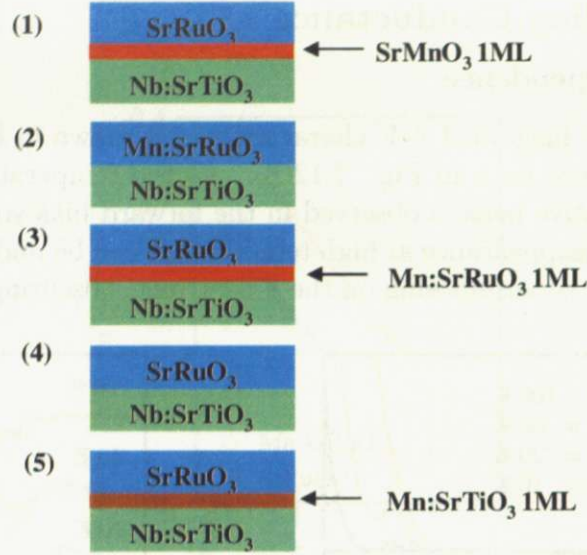 (1)
SrRuO₃
SrMnO₃ 1ML
Nb:SrTiO₃
(2)
Mn:SrRuO₃
Nb:SrTiO₃
(3)
SrRuO₃
Mn:SrRuO₃ 1ML
Nb:SrTiO₃
(4)
SrRuO₃
Nb:SrTiO₃
(5)
SrRuO₃
Mn:SrTiO₃ 1ML
Nb:SrTiO₃